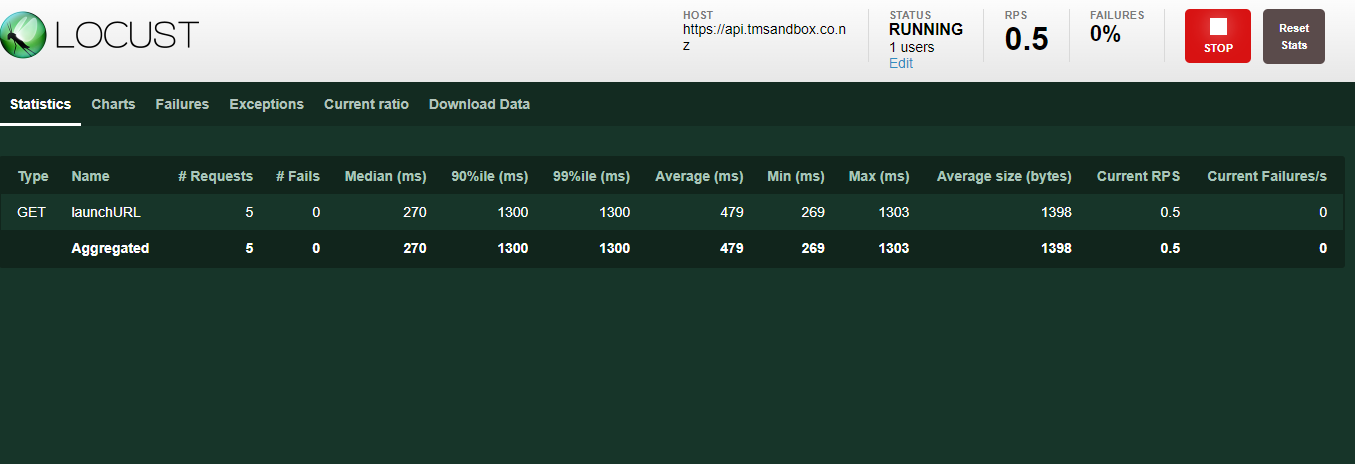 LOCUST
HOST
https://api.tmsandbox.co.n
z
STATUS
RUNNING
1 users
Edit
RPS
0.5
FAILURES
0%
STOP
Reset
Stats
Statistics Charts Failures Exceptions Current ratio Download Data
Type Name # Requests # Fails Median (ms) 90%ile (ms) 99%ile (ms) Average (ms) Min (ms) Max (ms) Average size (bytes) Current RPS Current Failures/s
GET launchURL 5 0 270 1300 1300 479 269 1303 1398 0.5 0
Aggregated 5 0 270 1300 1300 479 269 1303 1398 0.5 0